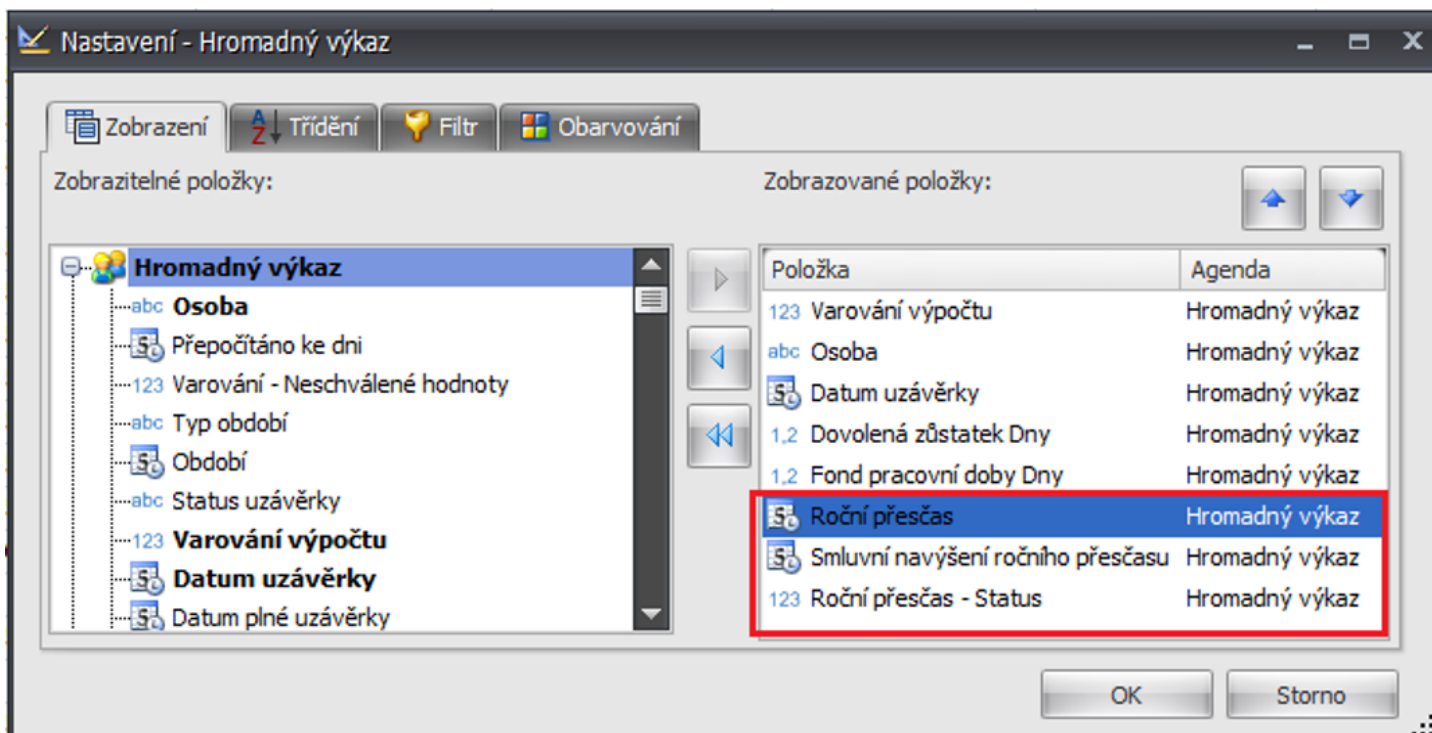 Nastavení - Hromadný výkaz
Zobrazení
Třídění
Filtr
Obarvování
Zobrazitelné položky:
Hromadný výkaz
abc Osoba
Přepočítáno ke dni
123 Varování - Neschválené hodnoty
abc Typ období
Období
abc Status uzávěrky
123 Varování výpočtu
Datum uzávěrky
Datum plné uzávěrky
Zobrazované položky:
Položka Agenda
123 Varování výpočtu Hromadný výkaz
abc Osoba Hromadný výkaz
Datum uzávěrky Hromadný výkaz
1,2 Dovolená zůstatek Dny Hromadný výkaz
1,2 Fond pracovní doby Dny Hromadný výkaz
Roční přesčas Hromadný výkaz
Smluvní navýšení ročního přesčasu Hromadný výkaz
123 Roční přesčas - Status Hromadný výkaz
OK
Storno